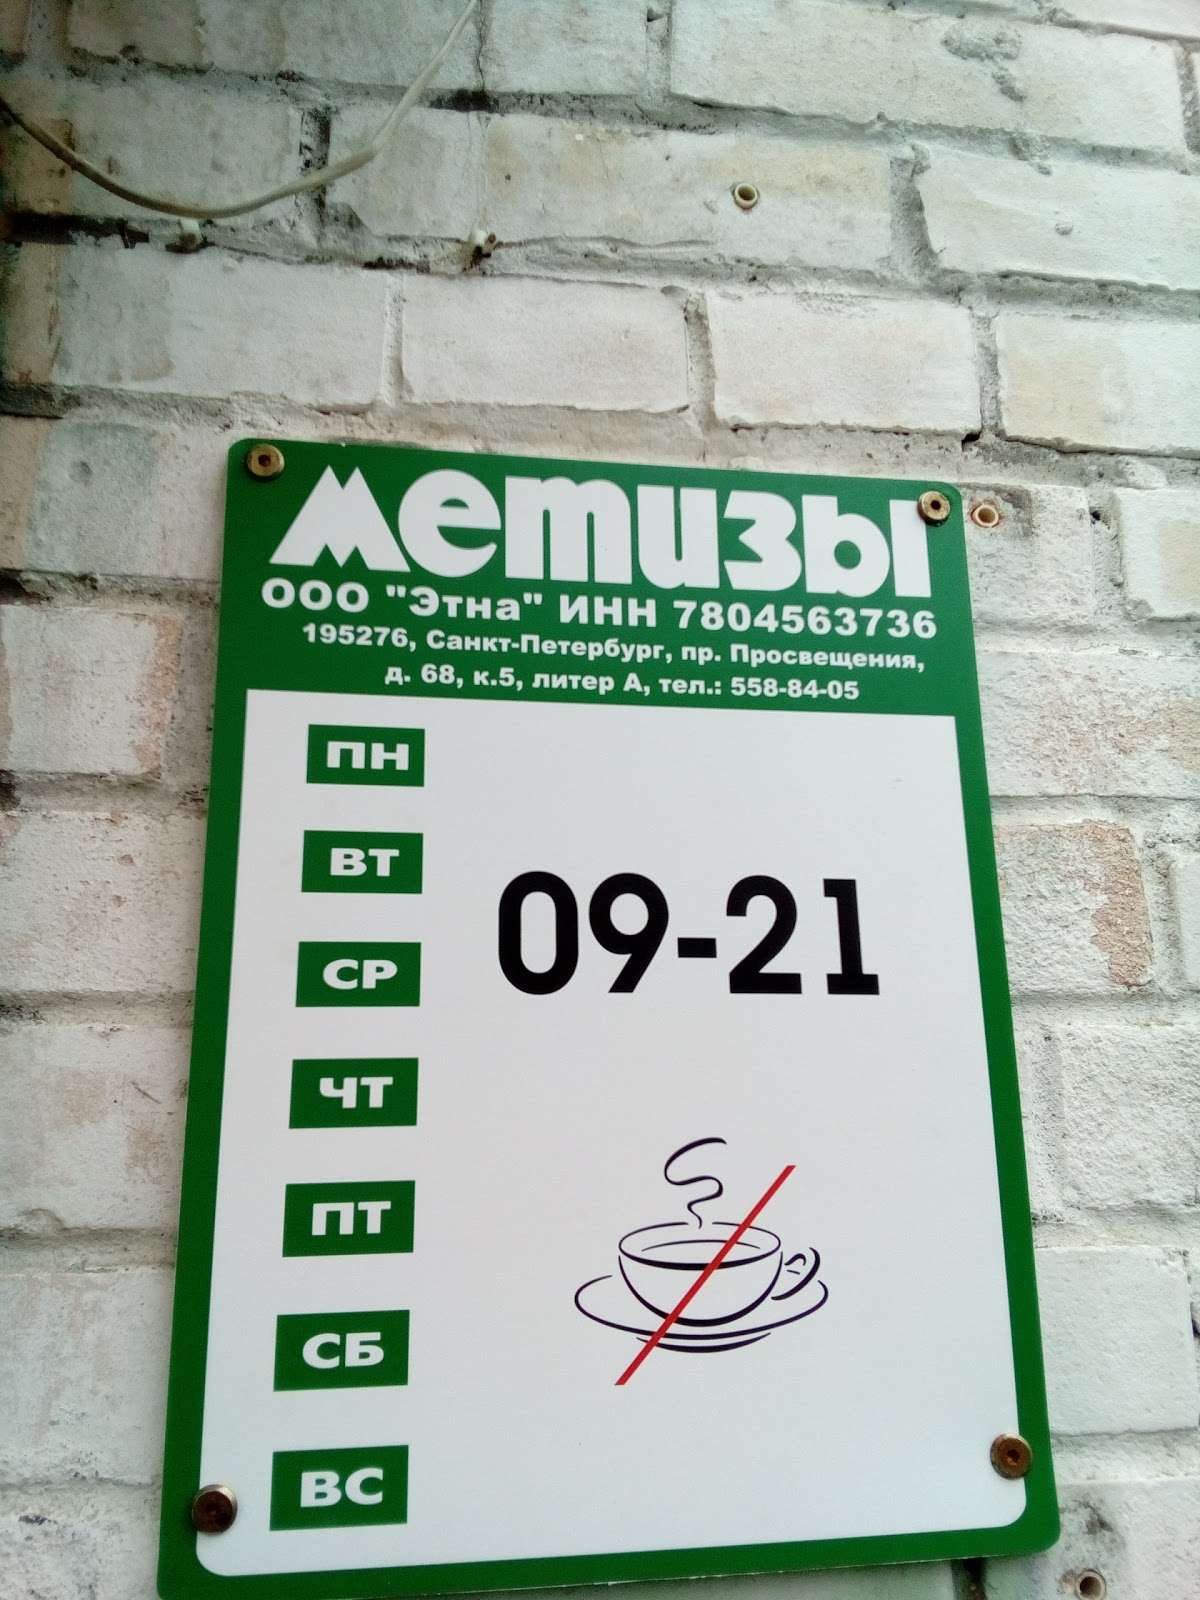 метизы
ООО "Этна" ИНН 7804563736
195276, Санкт-Петербург, пр. Просвещения,
д. 68, к.5, литер А, тел.: 558-84-05
ПН
ВТ
09-21
СР
ЧТ
ПТ
СБ
ВС